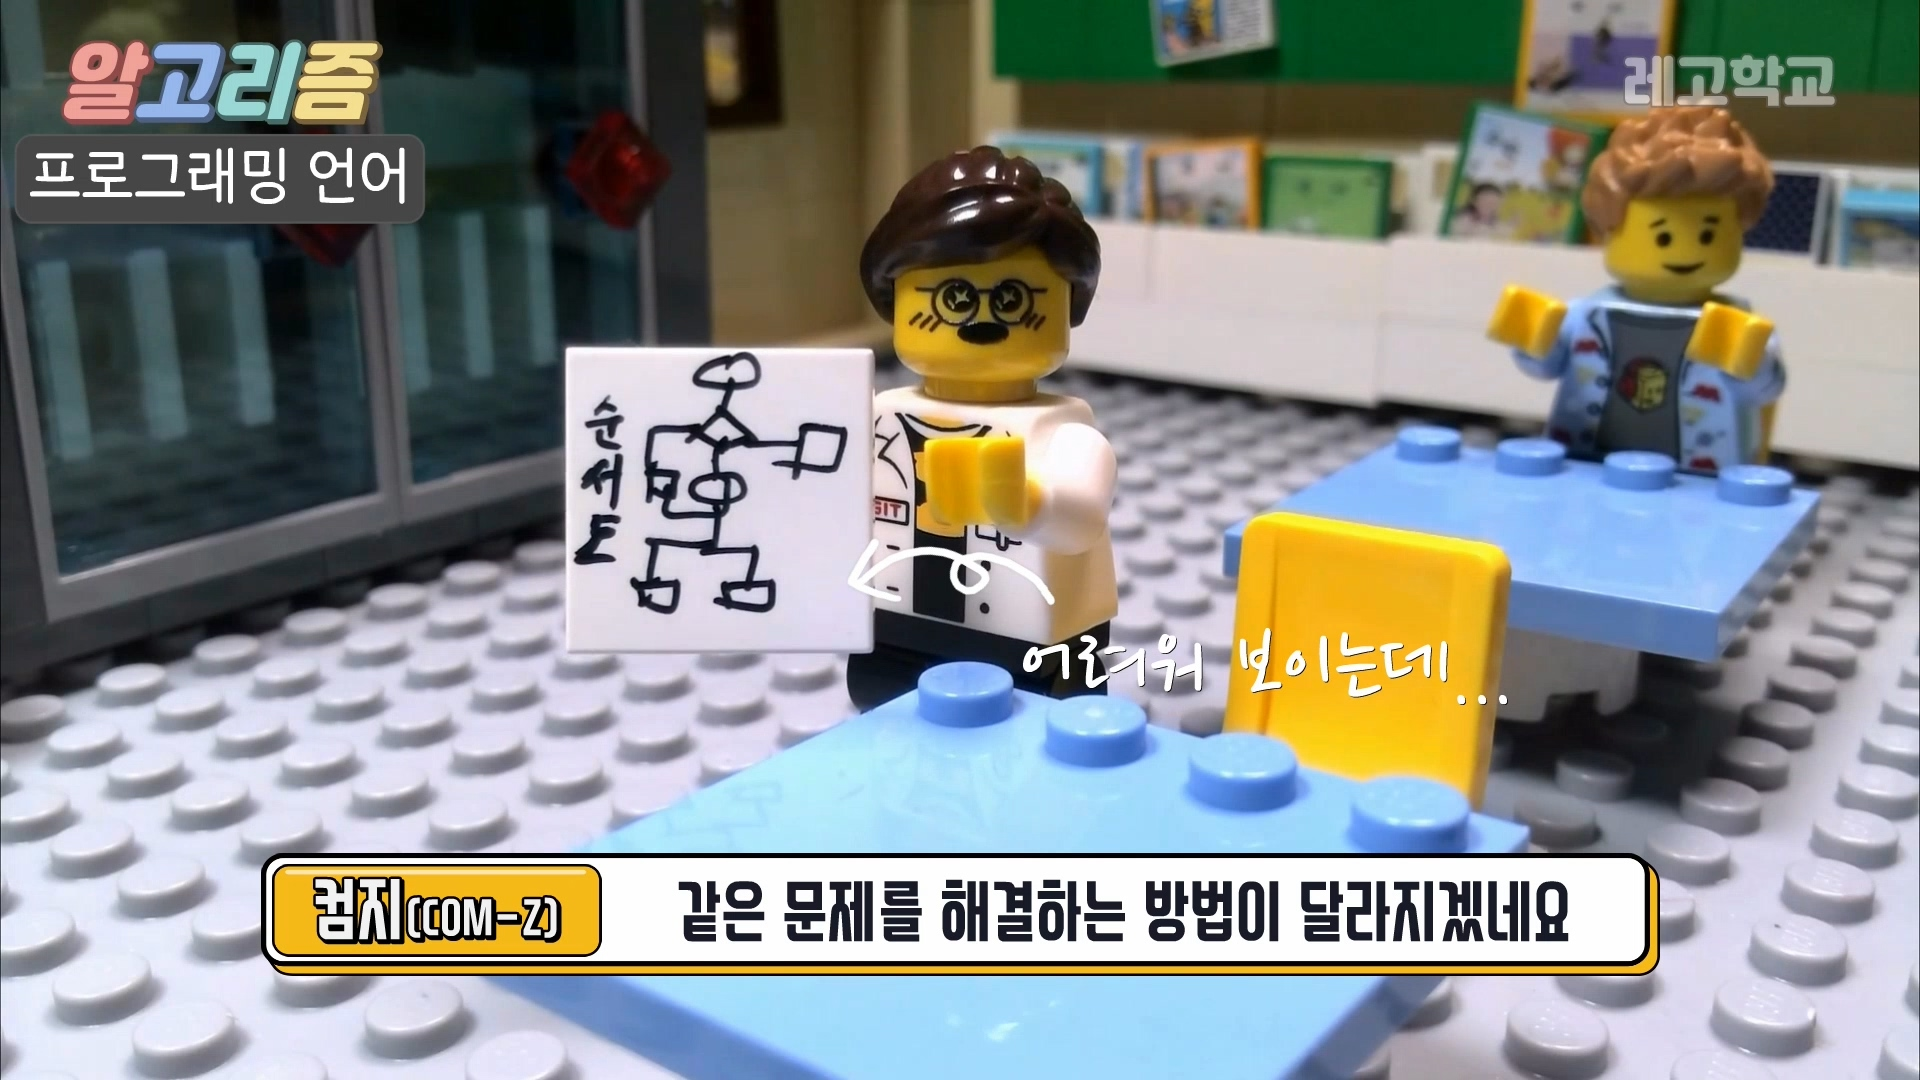 알고리즘
프로그래밍 언어
레고학교
순서도
GIT
어려워 보이는데...
컴지(COM-Z)
같은 문제를 해결하는 방법이 달라지겠네요